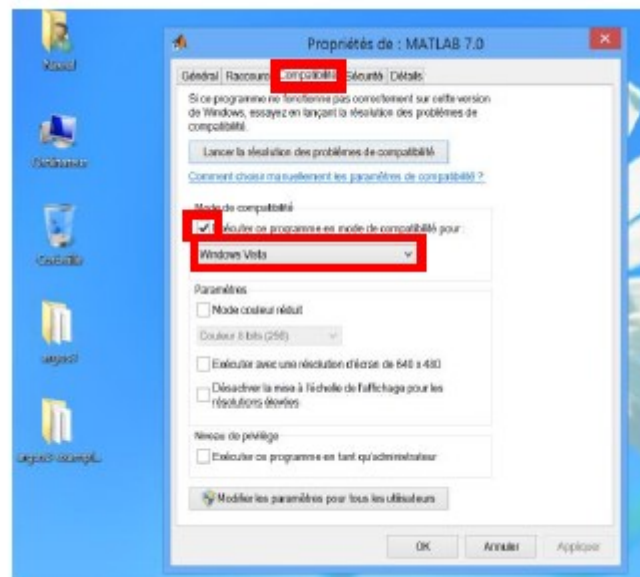 Propriétés de : MATLAB 7.0
Général Raccourci Compatibilité Sécurité Détails
Si ce programme ne fonctionne pas correctement sur cette version
de Windows, essayez en lançant la résolution des problèmes de
compatibilité.
Lancer la résolution des problèmes de compatibilité
Comment choisir manuellement les paramètres de compatibilité ?
Mode de compatibilité
Exécuter ce programme en mode de compatibilité pour :
Windows Vista
Paramètres
Mode couleur réduit
Couleur 8 bits (256)
Exécuter avec une résolution d'écran de 640 x 480
Désactiver la mise à l'échelle de l'affichage pour les
résolutions élevées
Niveau de privilège
Exécuter ce programme en tant qu'administrateur
Modifier les paramètres pour tous les utilisateurs
OK Annuler Appliquer
Ordinateur
Corbeille